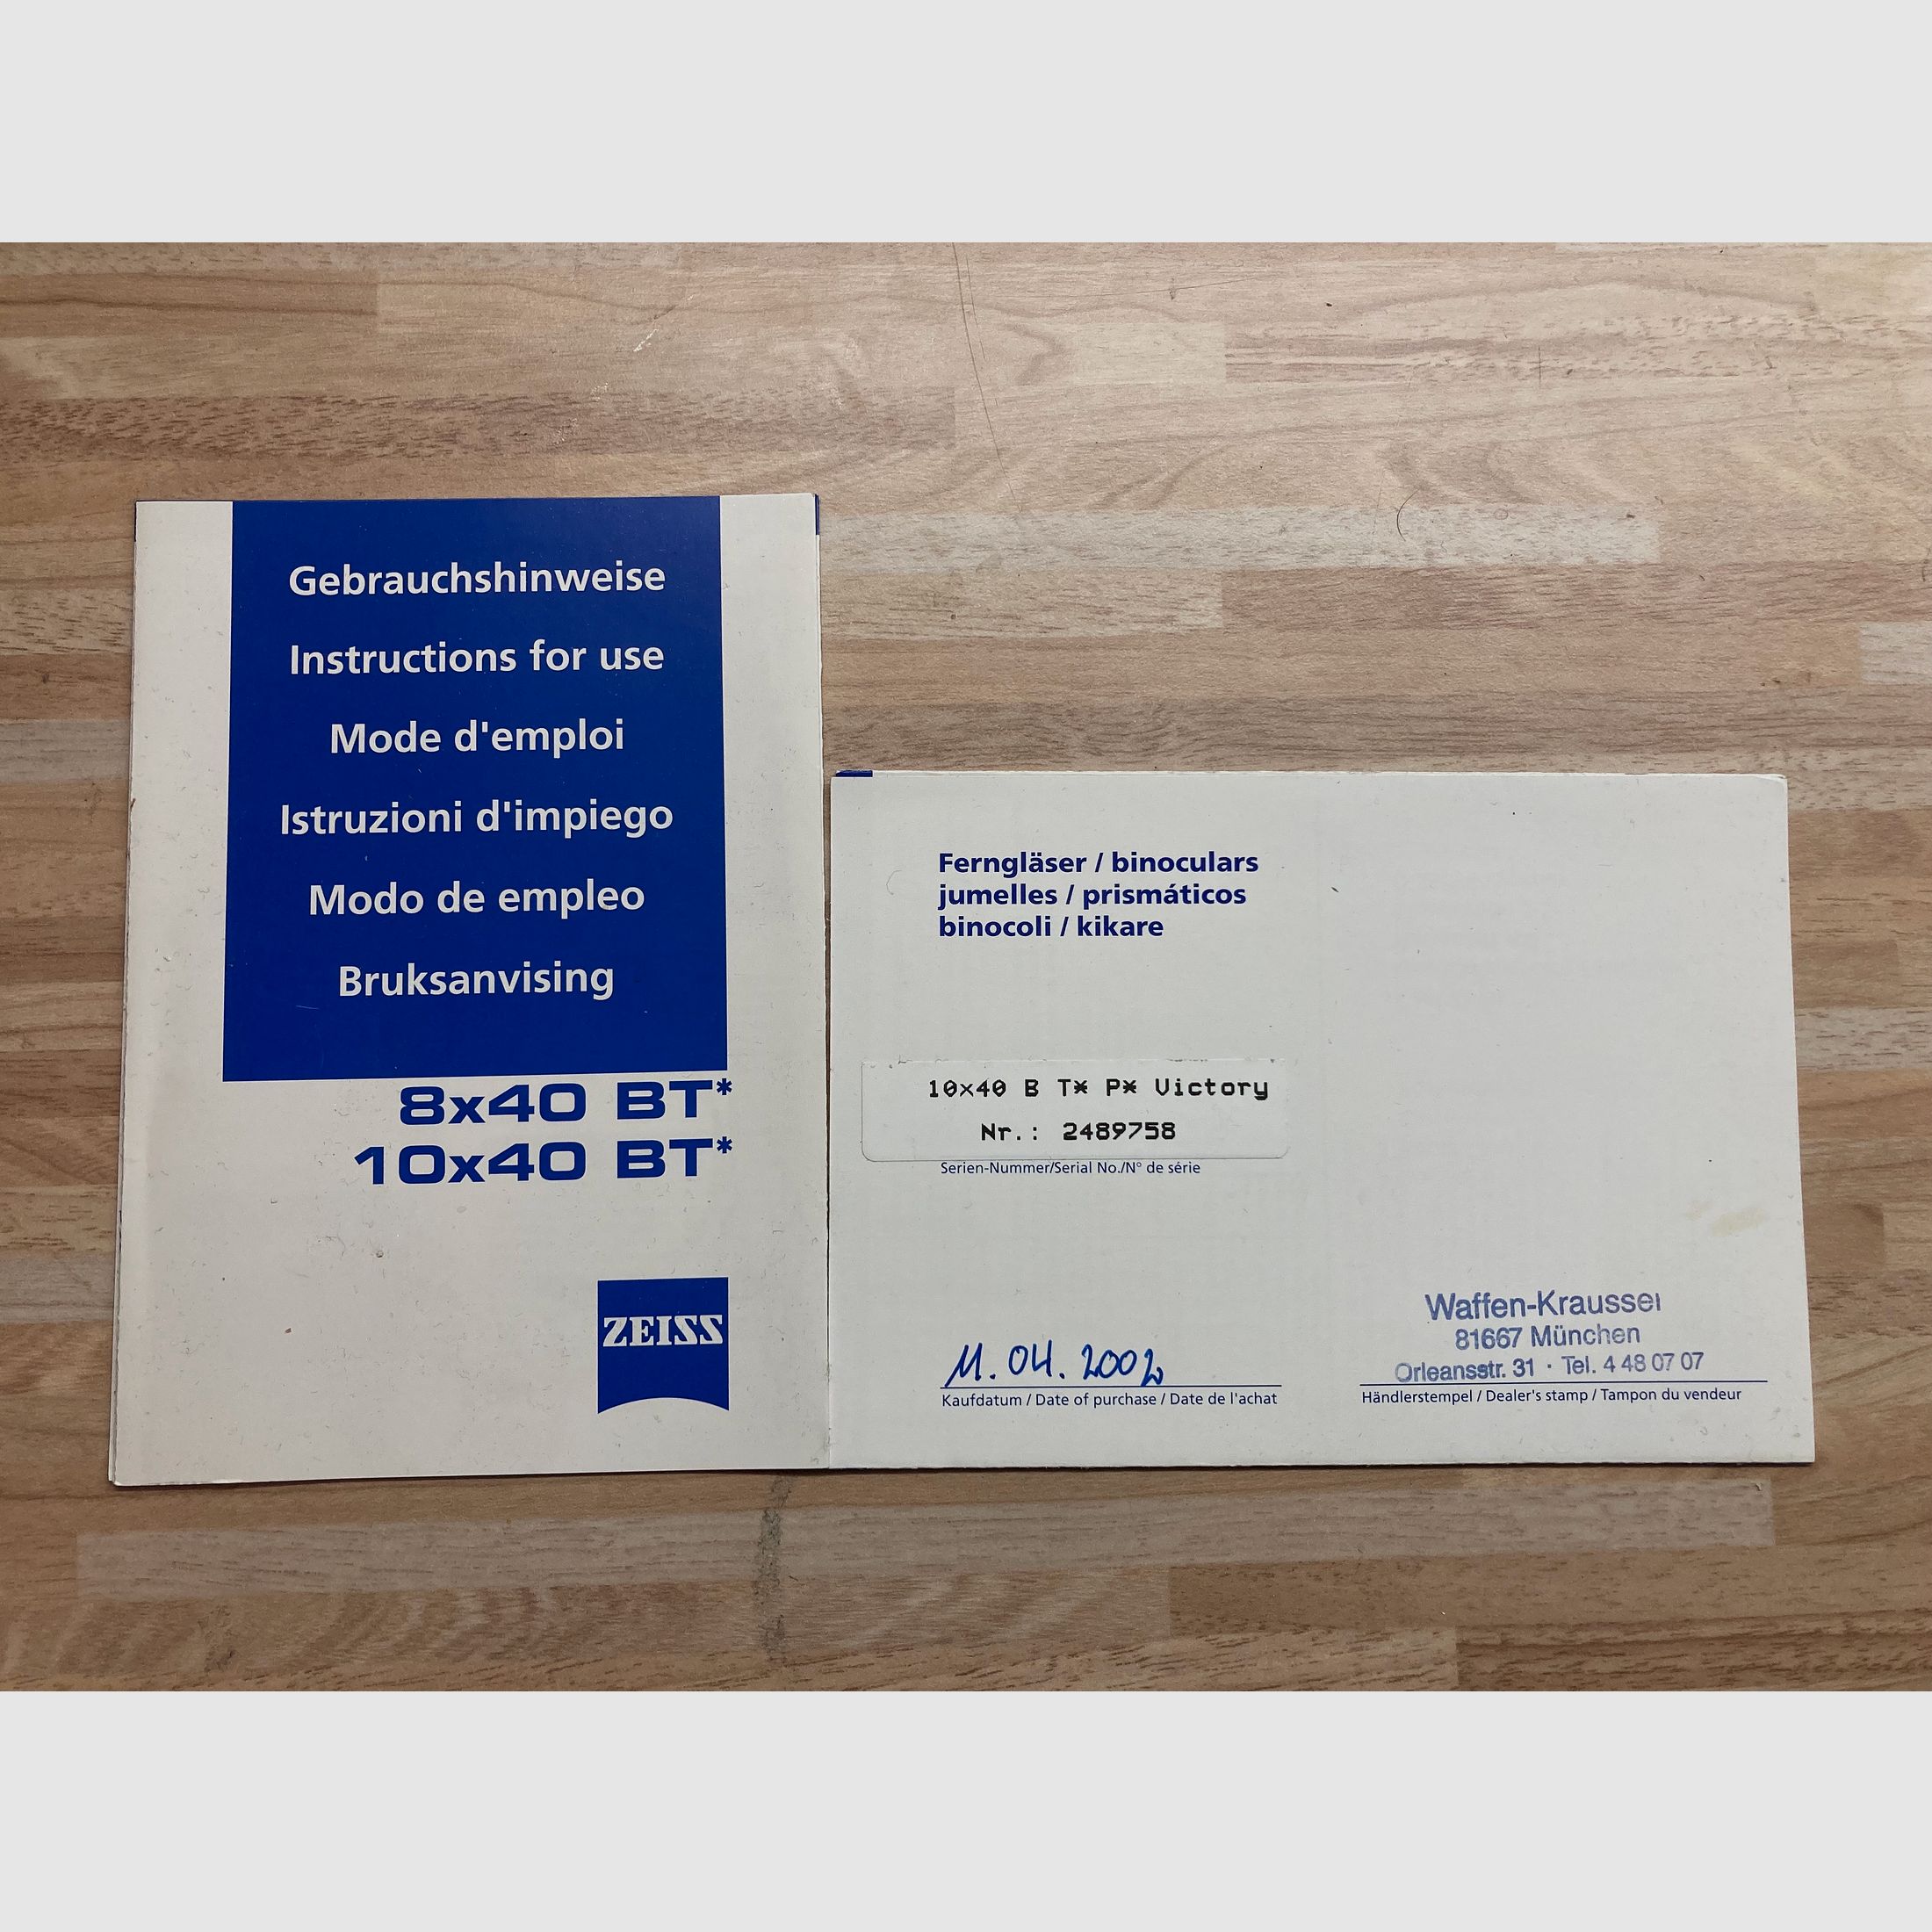 Gebrauchshinweise
Instructions for use
Mode d'emploi
Istruzioni d'impiego
Modo de empleo
Bruksanvising
8x40 BT*
10x40 BT*
ZEISS
Ferngläser / binoculars
jumelles / prismáticos
binocoli / kikare
10x40 B T* P* Victory
Nr.: 2489758
Serien-Nummer/Serial No./N° de série
11.04.2002
Kaufdatum / Date of purchase / Date de l'achat
Waffen-Krausser
81667 München
Orleansstr. 31 · Tel. 4 48 07 07
Händlerstempel / Dealer's stamp / Tampon du vendeur